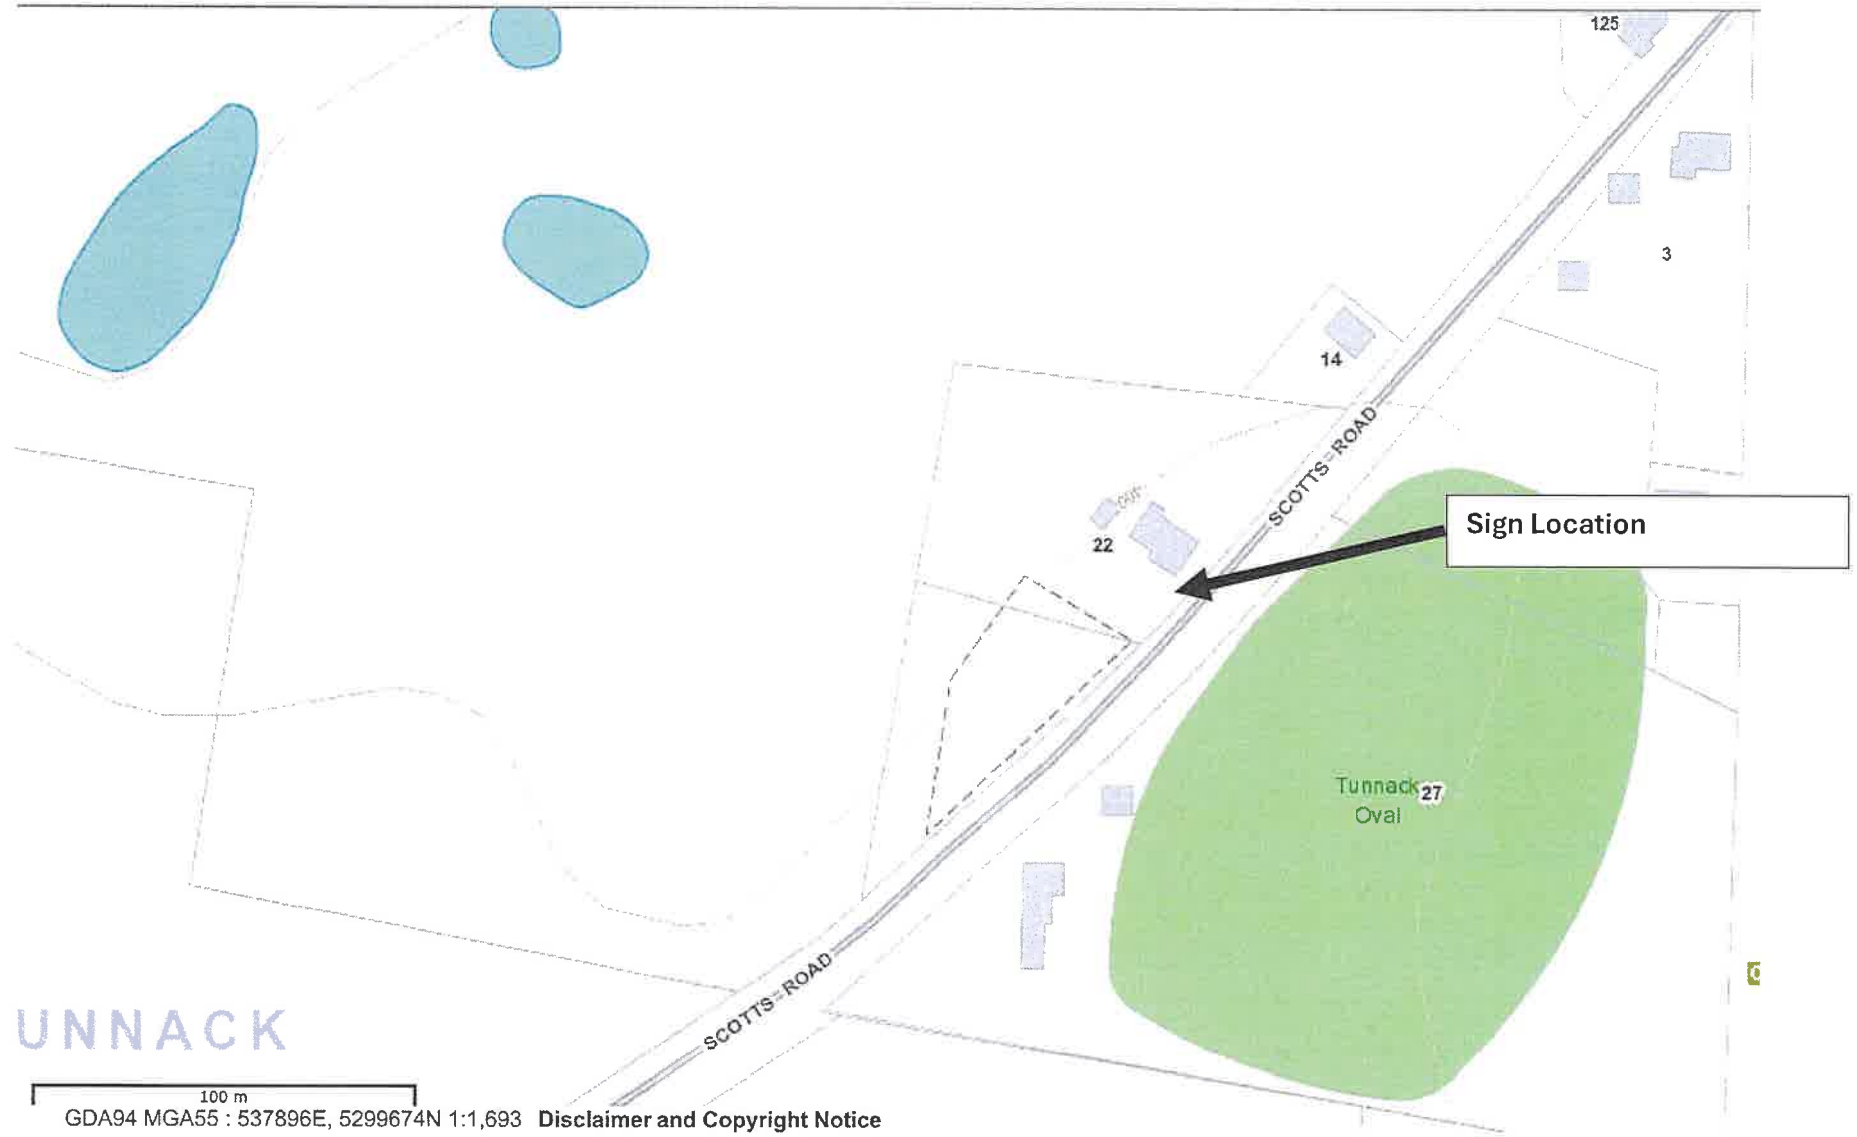 125
3
14
SCOTTS ROAD
Sign Location
22
Tunnack 27
Oval
SCOTTS ROAD
UNNACK
100 m
GDA94 MGA55 : 537896E, 5299674N 1:1,693 Disclaimer and Copyright Notice